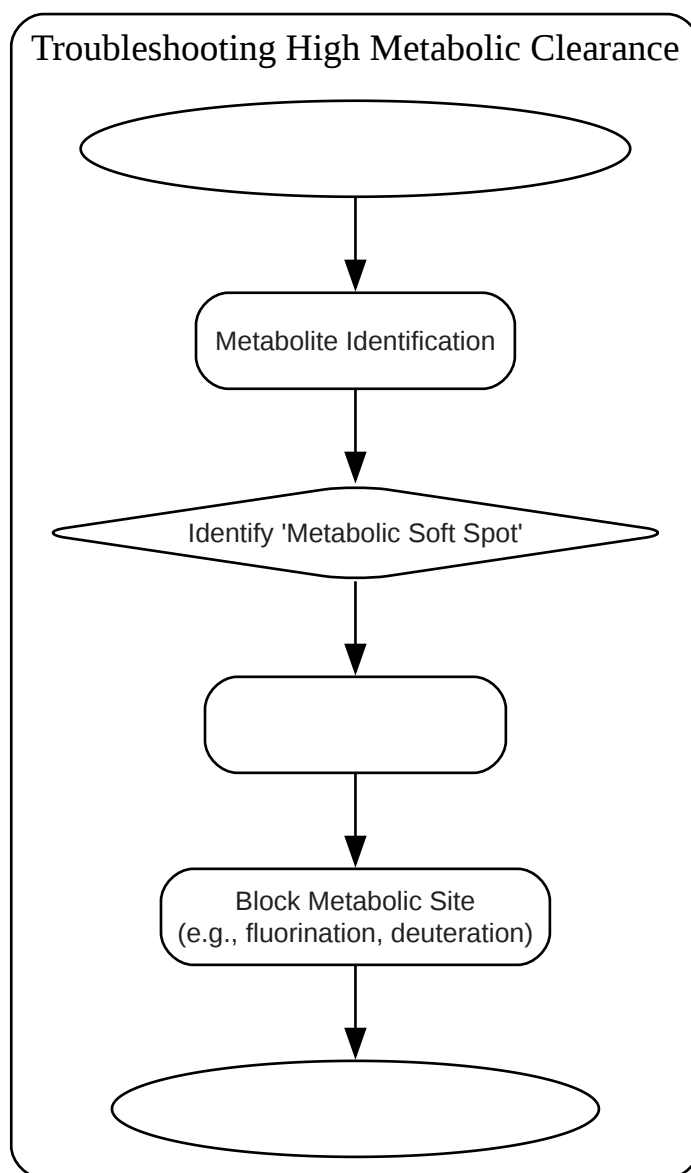 Troubleshooting High Metabolic Clearance
Metabolite Identification
Identify 'Metabolic Soft Spot'
Block Metabolic Site
(e.g., fluorination, deuteration)